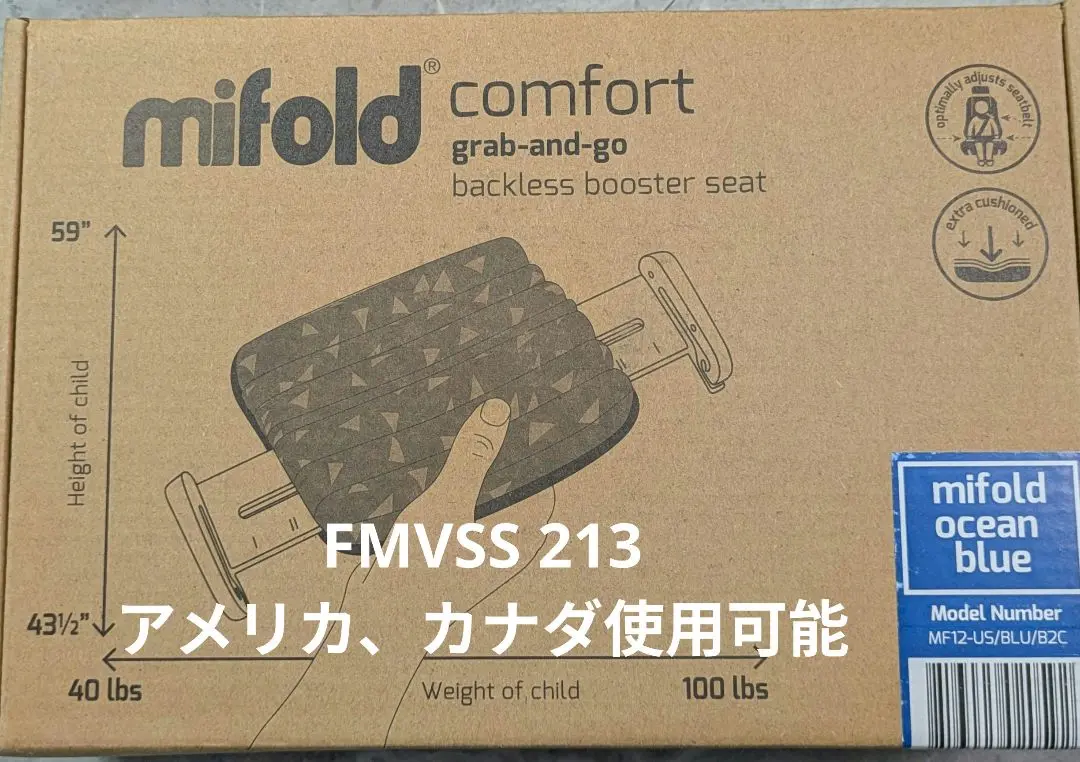 mifold®
comfort
grab-and-go
backless booster seat
optimally adjusts seatbelt
extra cushioned
59”
Height of child
43½”
FMVSS 213
アメリカ、カナダ使用可能
40 lbs
Weight of child
100 lbs
mifold
ocean
blue
Model Number
MF12-US/BLU/B2C